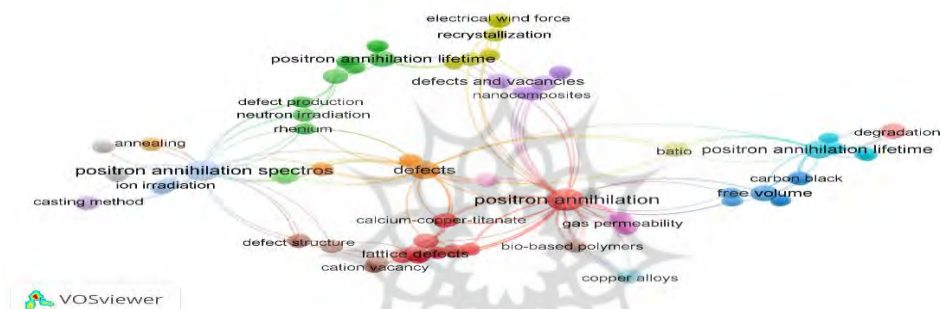 electrical wind force
recrystallization
positron annihilation lifetime
defects and vacancies
nanocomposites
defect production
neutron irradiation
rhenium
degradation
annealing
batio
positron annihilation lifetime
positron annihilation spectros
defects
carbon black
ion irradiation
free volume
casting method
positron annihilation
calcium-copper-titanate
gas permeability
defect structure
bio-based polymers
lattice defects
cation vacancy
copper alloys
VOSviewer